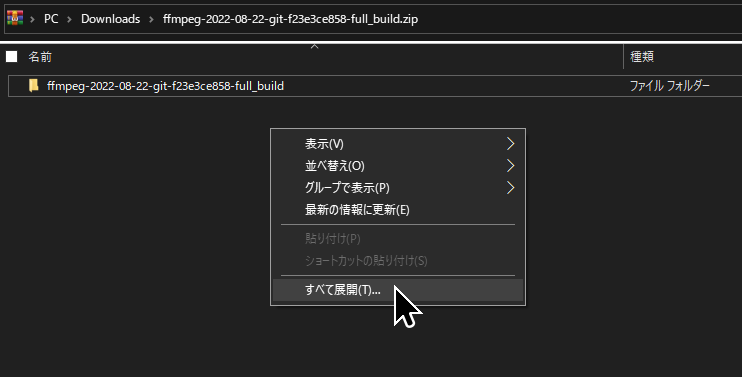 PC > Downloads > ffmpeg-2022-08-22-git-f23e3ce858-full_build.zip
名前 種類
ffmpeg-2022-08-22-git-f23e3ce858-full_build ファイル フォルダー
表示(V)
並べ替え(O)
グループで表示(P)
最新の情報に更新(E)
貼り付け(P)
ショートカットの貼り付け(S)
すべて展開(T)...